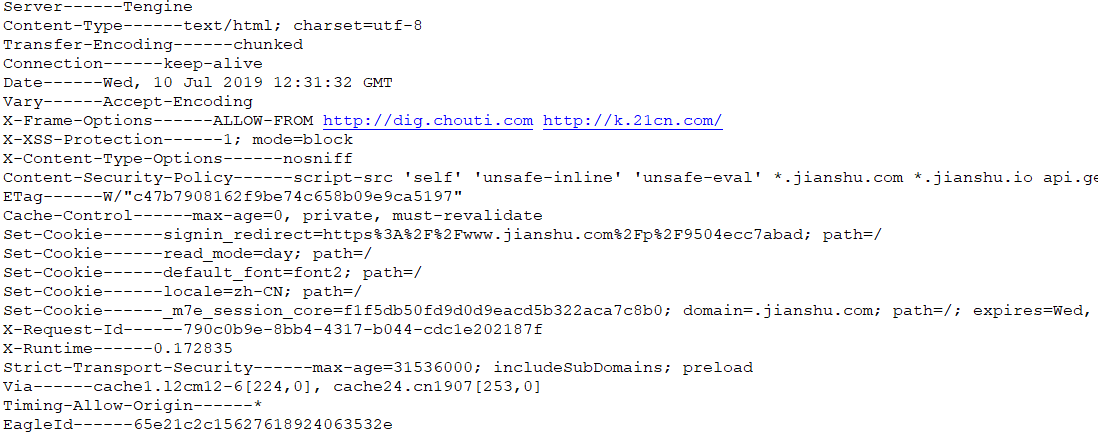 Server------Tengine
Content-Type------text/html; charset=utf-8
Transfer-Encoding------chunked
Connection------keep-alive
Date------Wed, 10 Jul 2019 12:31:32 GMT
Vary------Accept-Encoding
X-Frame-Options------ALLOW-FROM http://dig.chouti.com http://k.21cn.com/
X-XSS-Protection------1; mode=block
X-Content-Type-Options------nosniff
Content-Security-Policy------script-src 'self' 'unsafe-inline' 'unsafe-eval' *.jianshu.com *.jianshu.io api.ge
ETag------W/"c47b7908162f9be74c658b09e9ca5197"
Cache-Control------max-age=0, private, must-revalidate
Set-Cookie------signin_redirect=https%3A%2F%2Fwww.jianshu.com%2Fp%2F9504ecc7abad; path=/
Set-Cookie------read_mode=day; path=/
Set-Cookie------default_font=font2; path=/
Set-Cookie------locale=zh-CN; path=/
Set-Cookie------_m7e_session_core=f1f5db50fd9d0d9eacd5b322aca7c8b0; domain=.jianshu.com; path=/; expires=Wed,
X-Request-Id------790c0b9e-8bb4-4317-b044-cdc1e202187f
X-Runtime------0.172835
Strict-Transport-Security------max-age=31536000; includeSubDomains; preload
Via------cache1.l2cm12-6[224,0], cache24.cn1907[253,0]
Timing-Allow-Origin------*
EagleId------65e21c2c15627618924063532e